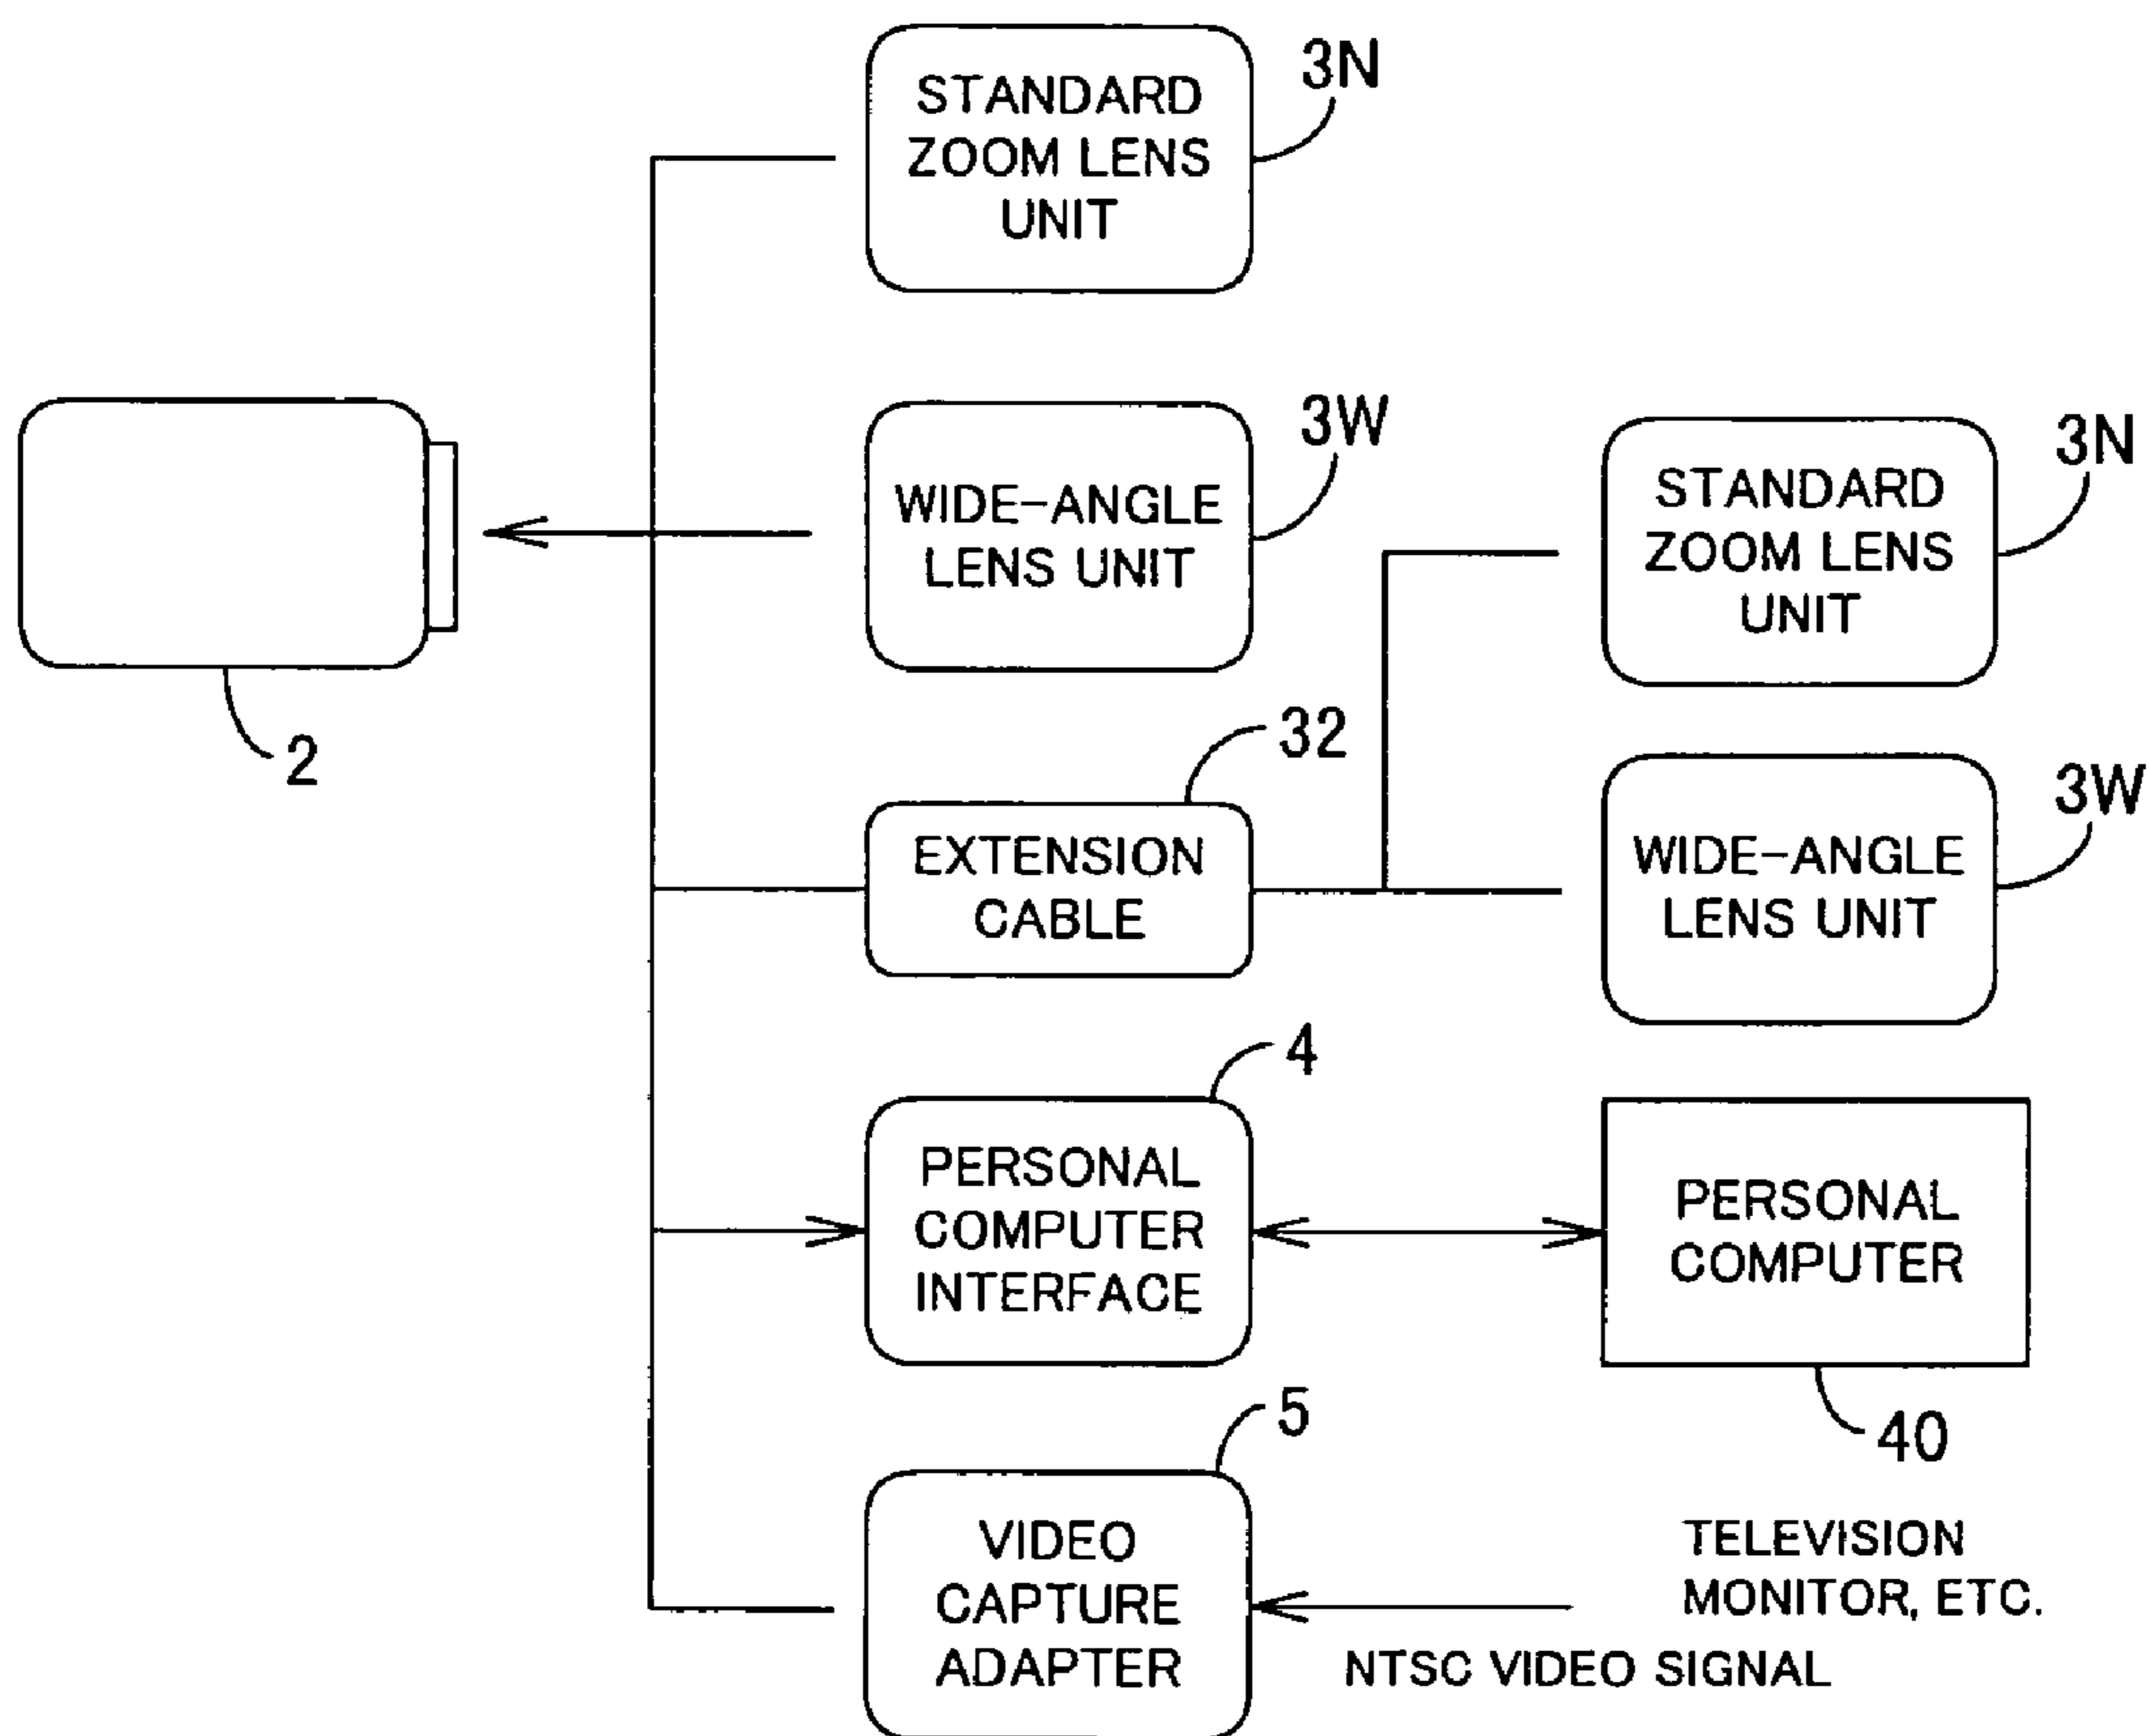 STANDARD
ZOOM LENS
UNIT
3N
WIDE-ANGLE
LENS UNIT
3W
STANDARD
ZOOM LENS
UNIT
3N
2
32
EXTENSION
CABLE
WIDE-ANGLE
LENS UNIT
3W
4
PERSONAL
COMPUTER
INTERFACE
PERSONAL
COMPUTER
40
5
VIDEO
CAPTURE
ADAPTER
TELEVISION
MONITOR, ETC.
NTSC VIDEO SIGNAL